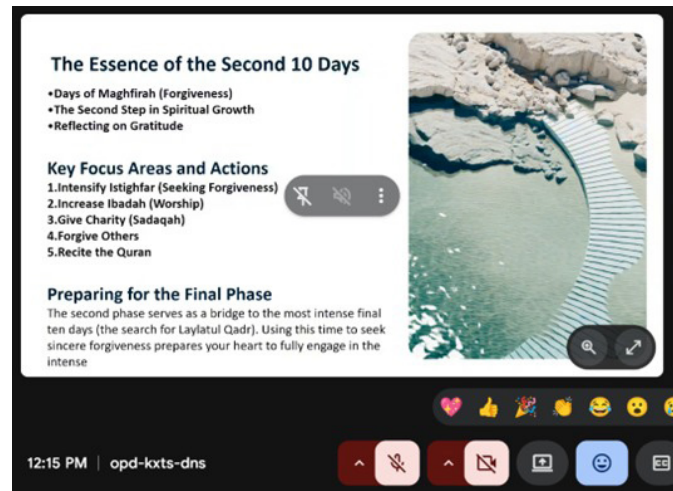 The Essence of the Second 10 Days
•Days of Maghfirah (Forgiveness)
•The Second Step in Spiritual Growth
•Reflecting on Gratitude
Key Focus Areas and Actions
1.Intensify Istighfar (Seeking Forgiveness)
2.Increase Ibadah (Worship)
3.Give Charity (Sadaqah)
4.Forgive Others
5.Recite the Quran
Preparing for the Final Phase
The second phase serves as a bridge to the most intense final
ten days (the search for Laylatul Qadr). Using this time to seek
sincere forgiveness prepares your heart to fully engage in the
intense
12:15 PM | opd-kxts-dns
CC